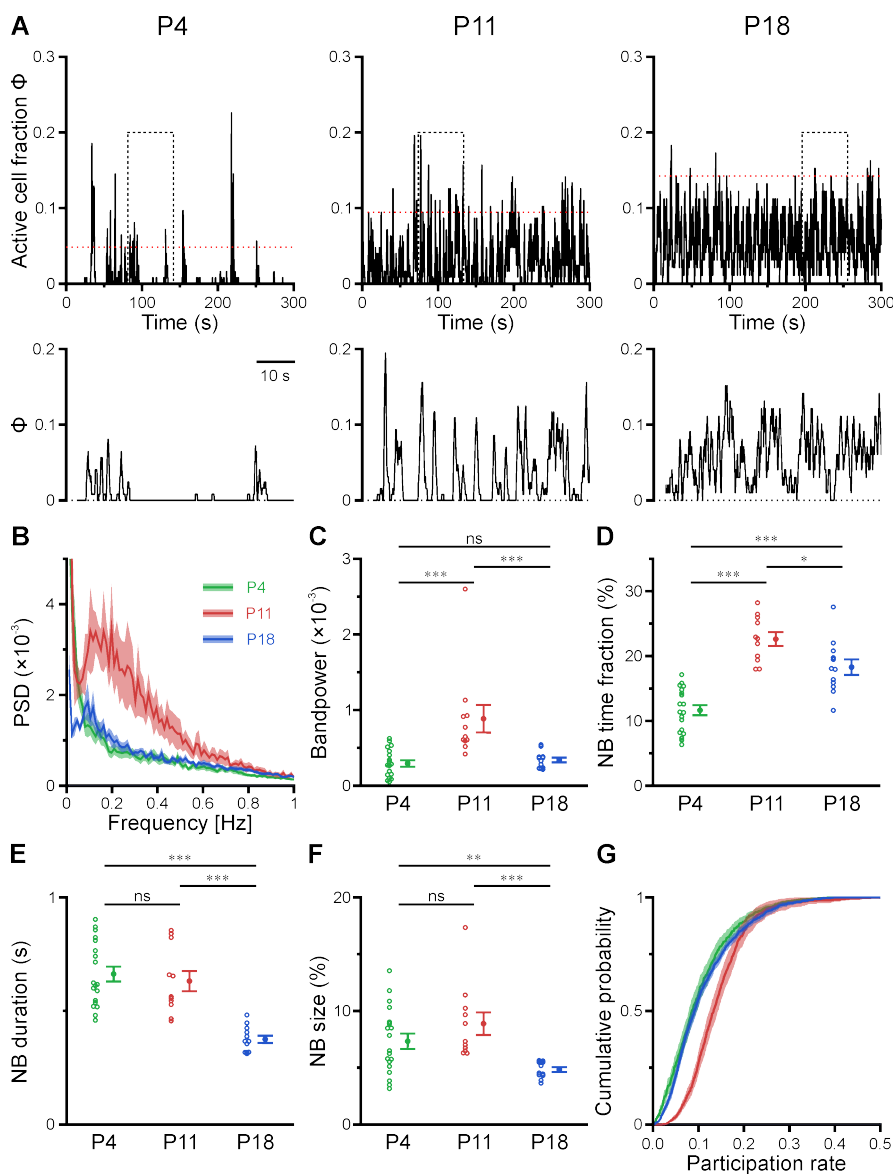 A P4 P11 P18
Active cell fraction Φ
0.3 0.3 0.3
0.2 0.2 0.2
0.1 0.1 0.1
0 0 0
0 100 200 300 0 100 200 300 0 100 200 300
Time (s) Time (s) Time (s)
Φ
0.2 0.2 0.2
10 s
0.1 0.1 0.1
0 0 0
B
PSD (×10⁻³)
4
2
0
P4
P11
P18
0 0.2 0.4 0.6 0.8 1
Frequency [Hz]
C
Bandpower (×10⁻³)
3
2
1
0
ns
*** ***
P4 P11 P18
D
NB time fraction (%)
30
20
10
0
***
*** *
P4 P11 P18
E
NB duration (s)
1
0
***
ns ***
P4 P11 P18
F
NB size (%)
20
10
0
**
ns ***
P4 P11 P18
G
Cumulative probability
1
0
0.0 0.1 0.2 0.3 0.4 0.5
Participation rate